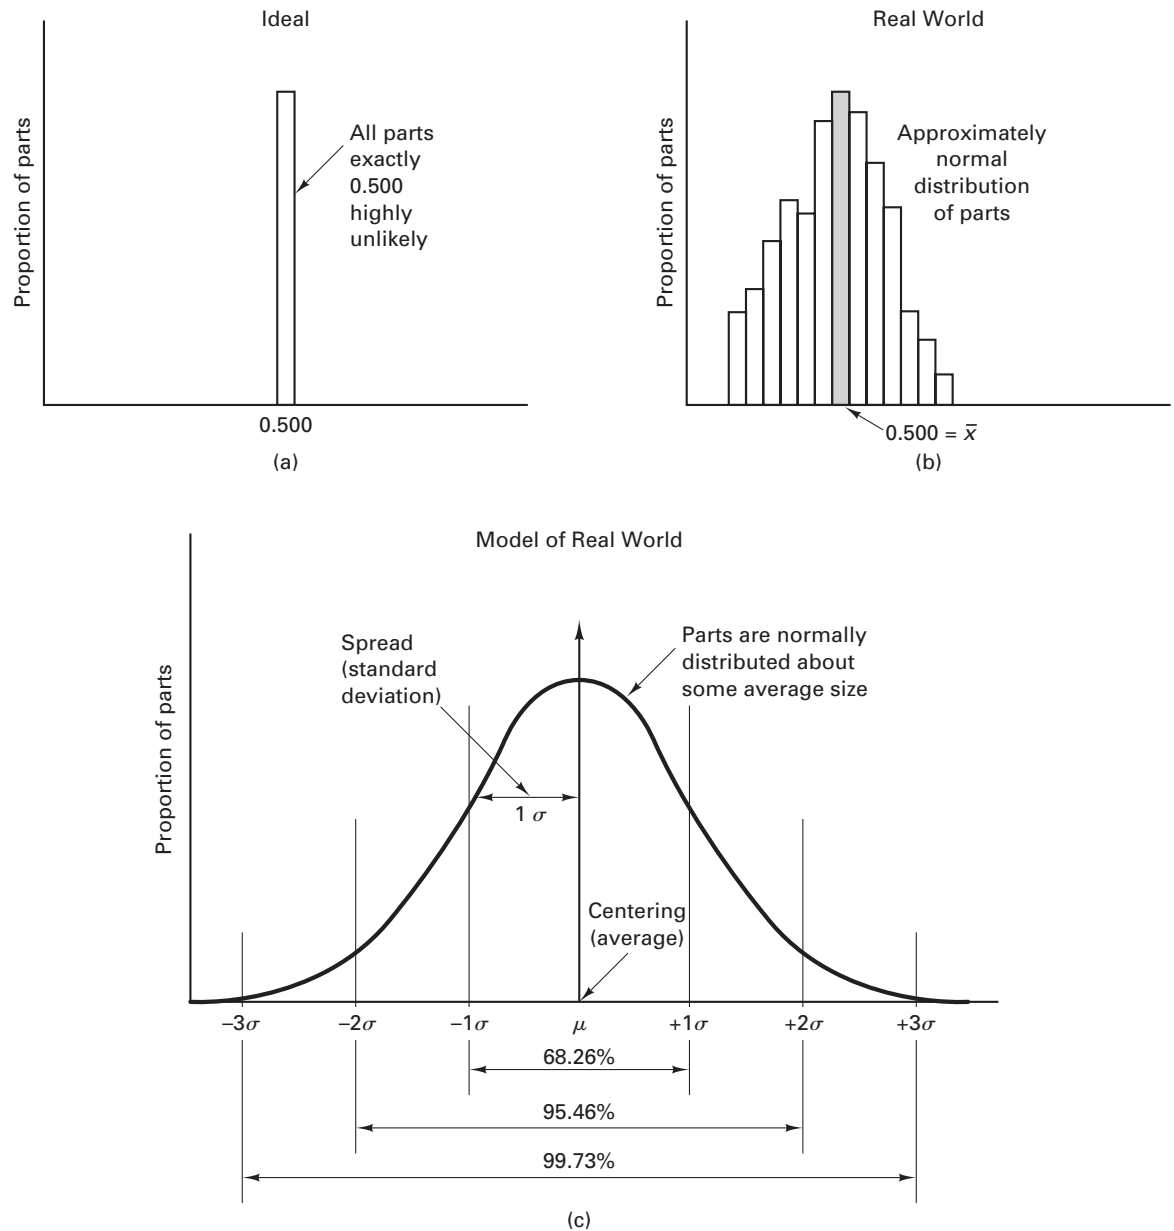 Ideal
Proportion of parts
All parts
exactly
0.500
highly
unlikely
0.500
(a)
Real World
Proportion of parts
Approximately
normal
distribution
of parts
0.500 = x̄
(b)
Model of Real World
Proportion of parts
Spread
(standard
deviation)
Parts are normally
distributed about
some average size
1 σ
Centering
(average)
–3σ –2σ –1σ μ +1σ +2σ +3σ
68.26%
95.46%
99.73%
(c)